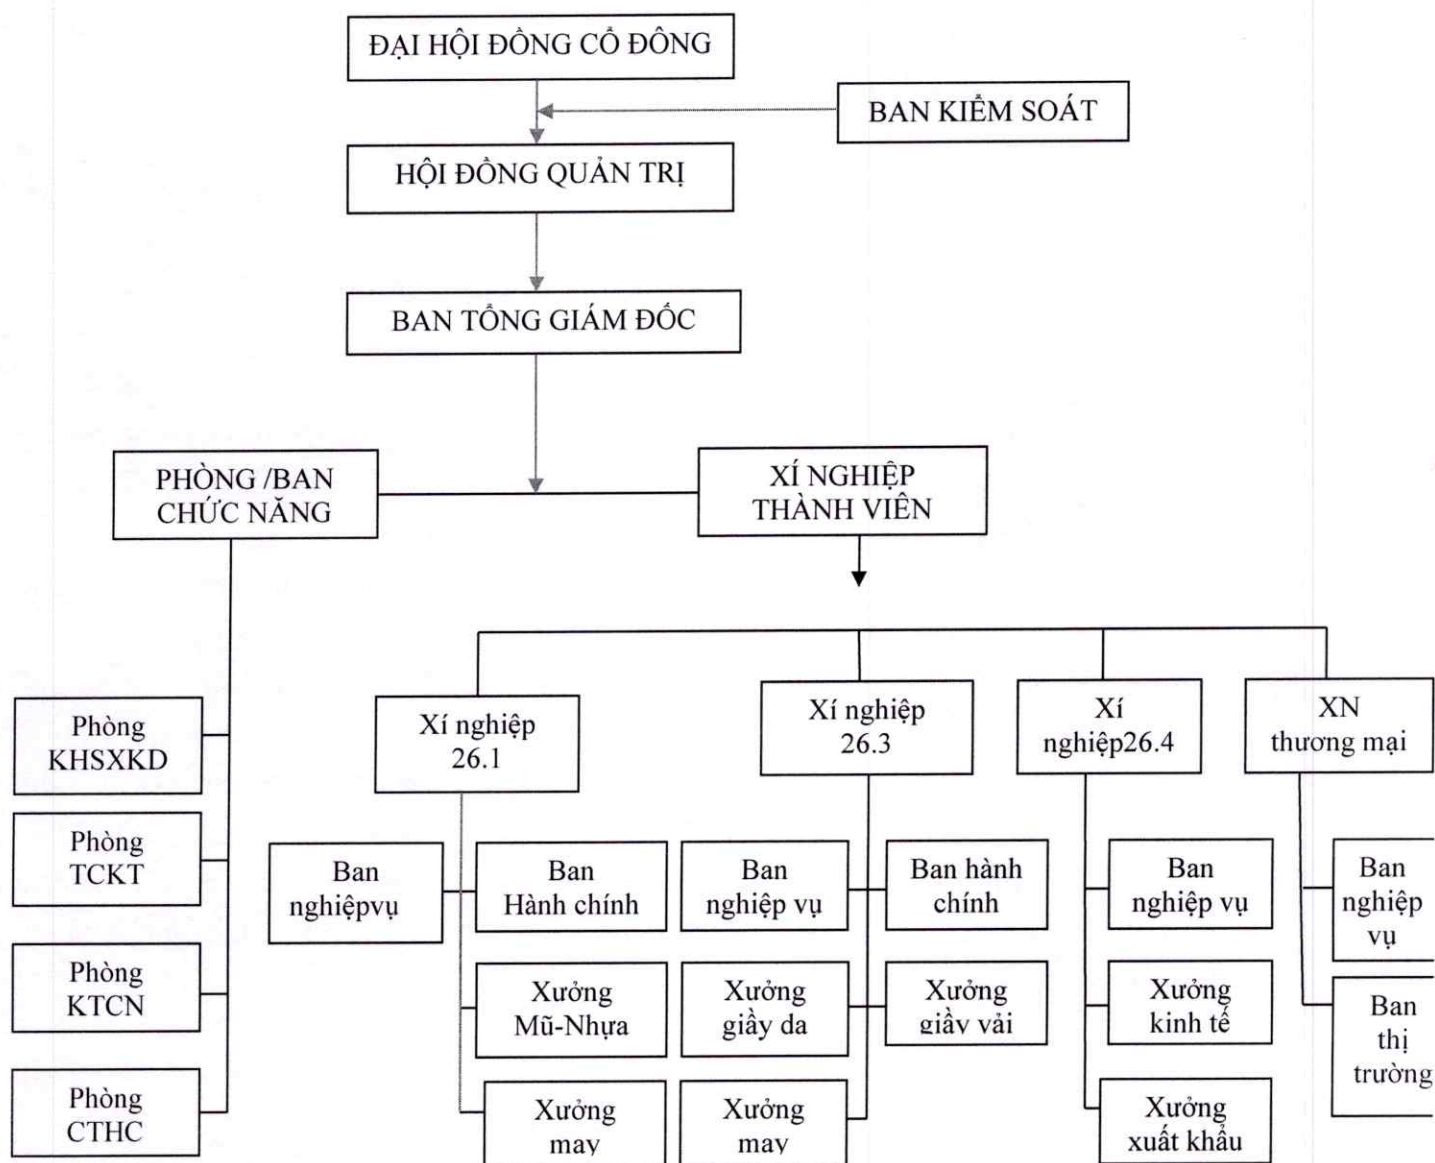 ĐẠI HỘI ĐỒNG CỔ ĐÔNG
BAN KIỂM SOÁT
HỘI ĐỒNG QUẢN TRỊ
BAN TỔNG GIÁM ĐỐC
PHÒNG /BAN
CHỨC NĂNG
XÍ NGHIỆP
THÀNH VIÊN
Phòng
KHSXKD
Phòng
TCKT
Phòng
KTCN
Phòng
CTHC
Xí nghiệp
26.1
Ban
nghiệpvụ
Ban
Hành chính
Xưởng
Mũ-Nhựa
Xưởng
may
Xí nghiệp
26.3
Ban
nghiệp vụ
Ban hành
chính
Xưởng
giầy da
Xưởng
giầy vải
Xưởng
may
Xí
nghiệp26.4
Ban
nghiệp vụ
Xưởng
kinh tế
Xưởng
xuất khẩu
XN
thương mại
Ban
nghiệp
vụ
Ban
thị
trường